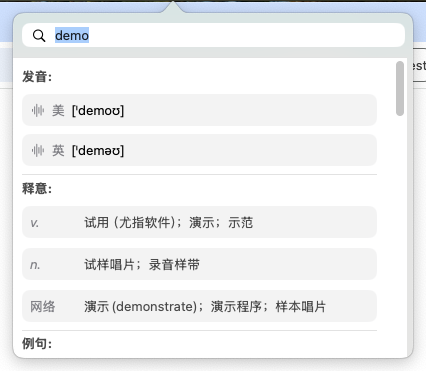 demo
est
发音：
美 ['demoʊ]
英 ['deməʊ]
释意：
v. 试用（尤指软件）；演示；示范
n. 试样唱片；录音样带
网络 演示 (demonstrate)；演示程序；样本唱片
例句：